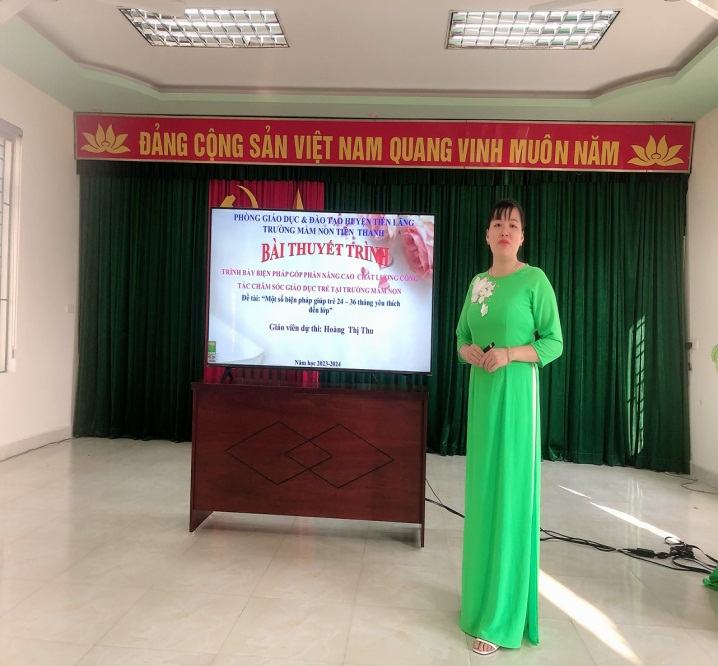 ĐẢNG CỘNG SẢN VIỆT NAM QUANG VINH MUÔN NĂM
PHÒNG GIÁO DỤC & ĐÀO TẠO HUYỆN TIÊN LÃNG
TRƯỜNG MẦM NON TIÊN THANH
BÀI THUYẾT TRÌNH
TRÌNH BÀY BIỆN PHÁP GÓP PHẦN NÂNG CAO CHẤT LƯỢNG CÔNG
TÁC CHĂM SÓC GIÁO DỤC TRẺ TẠI TRƯỜNG MẦM NON
Đề tài: “Một số biện pháp giúp trẻ 24 – 36 tháng yêu thích
đến lớp”
Giáo viên dự thi: Hoàng Thị Thu
Năm học 2023-2024